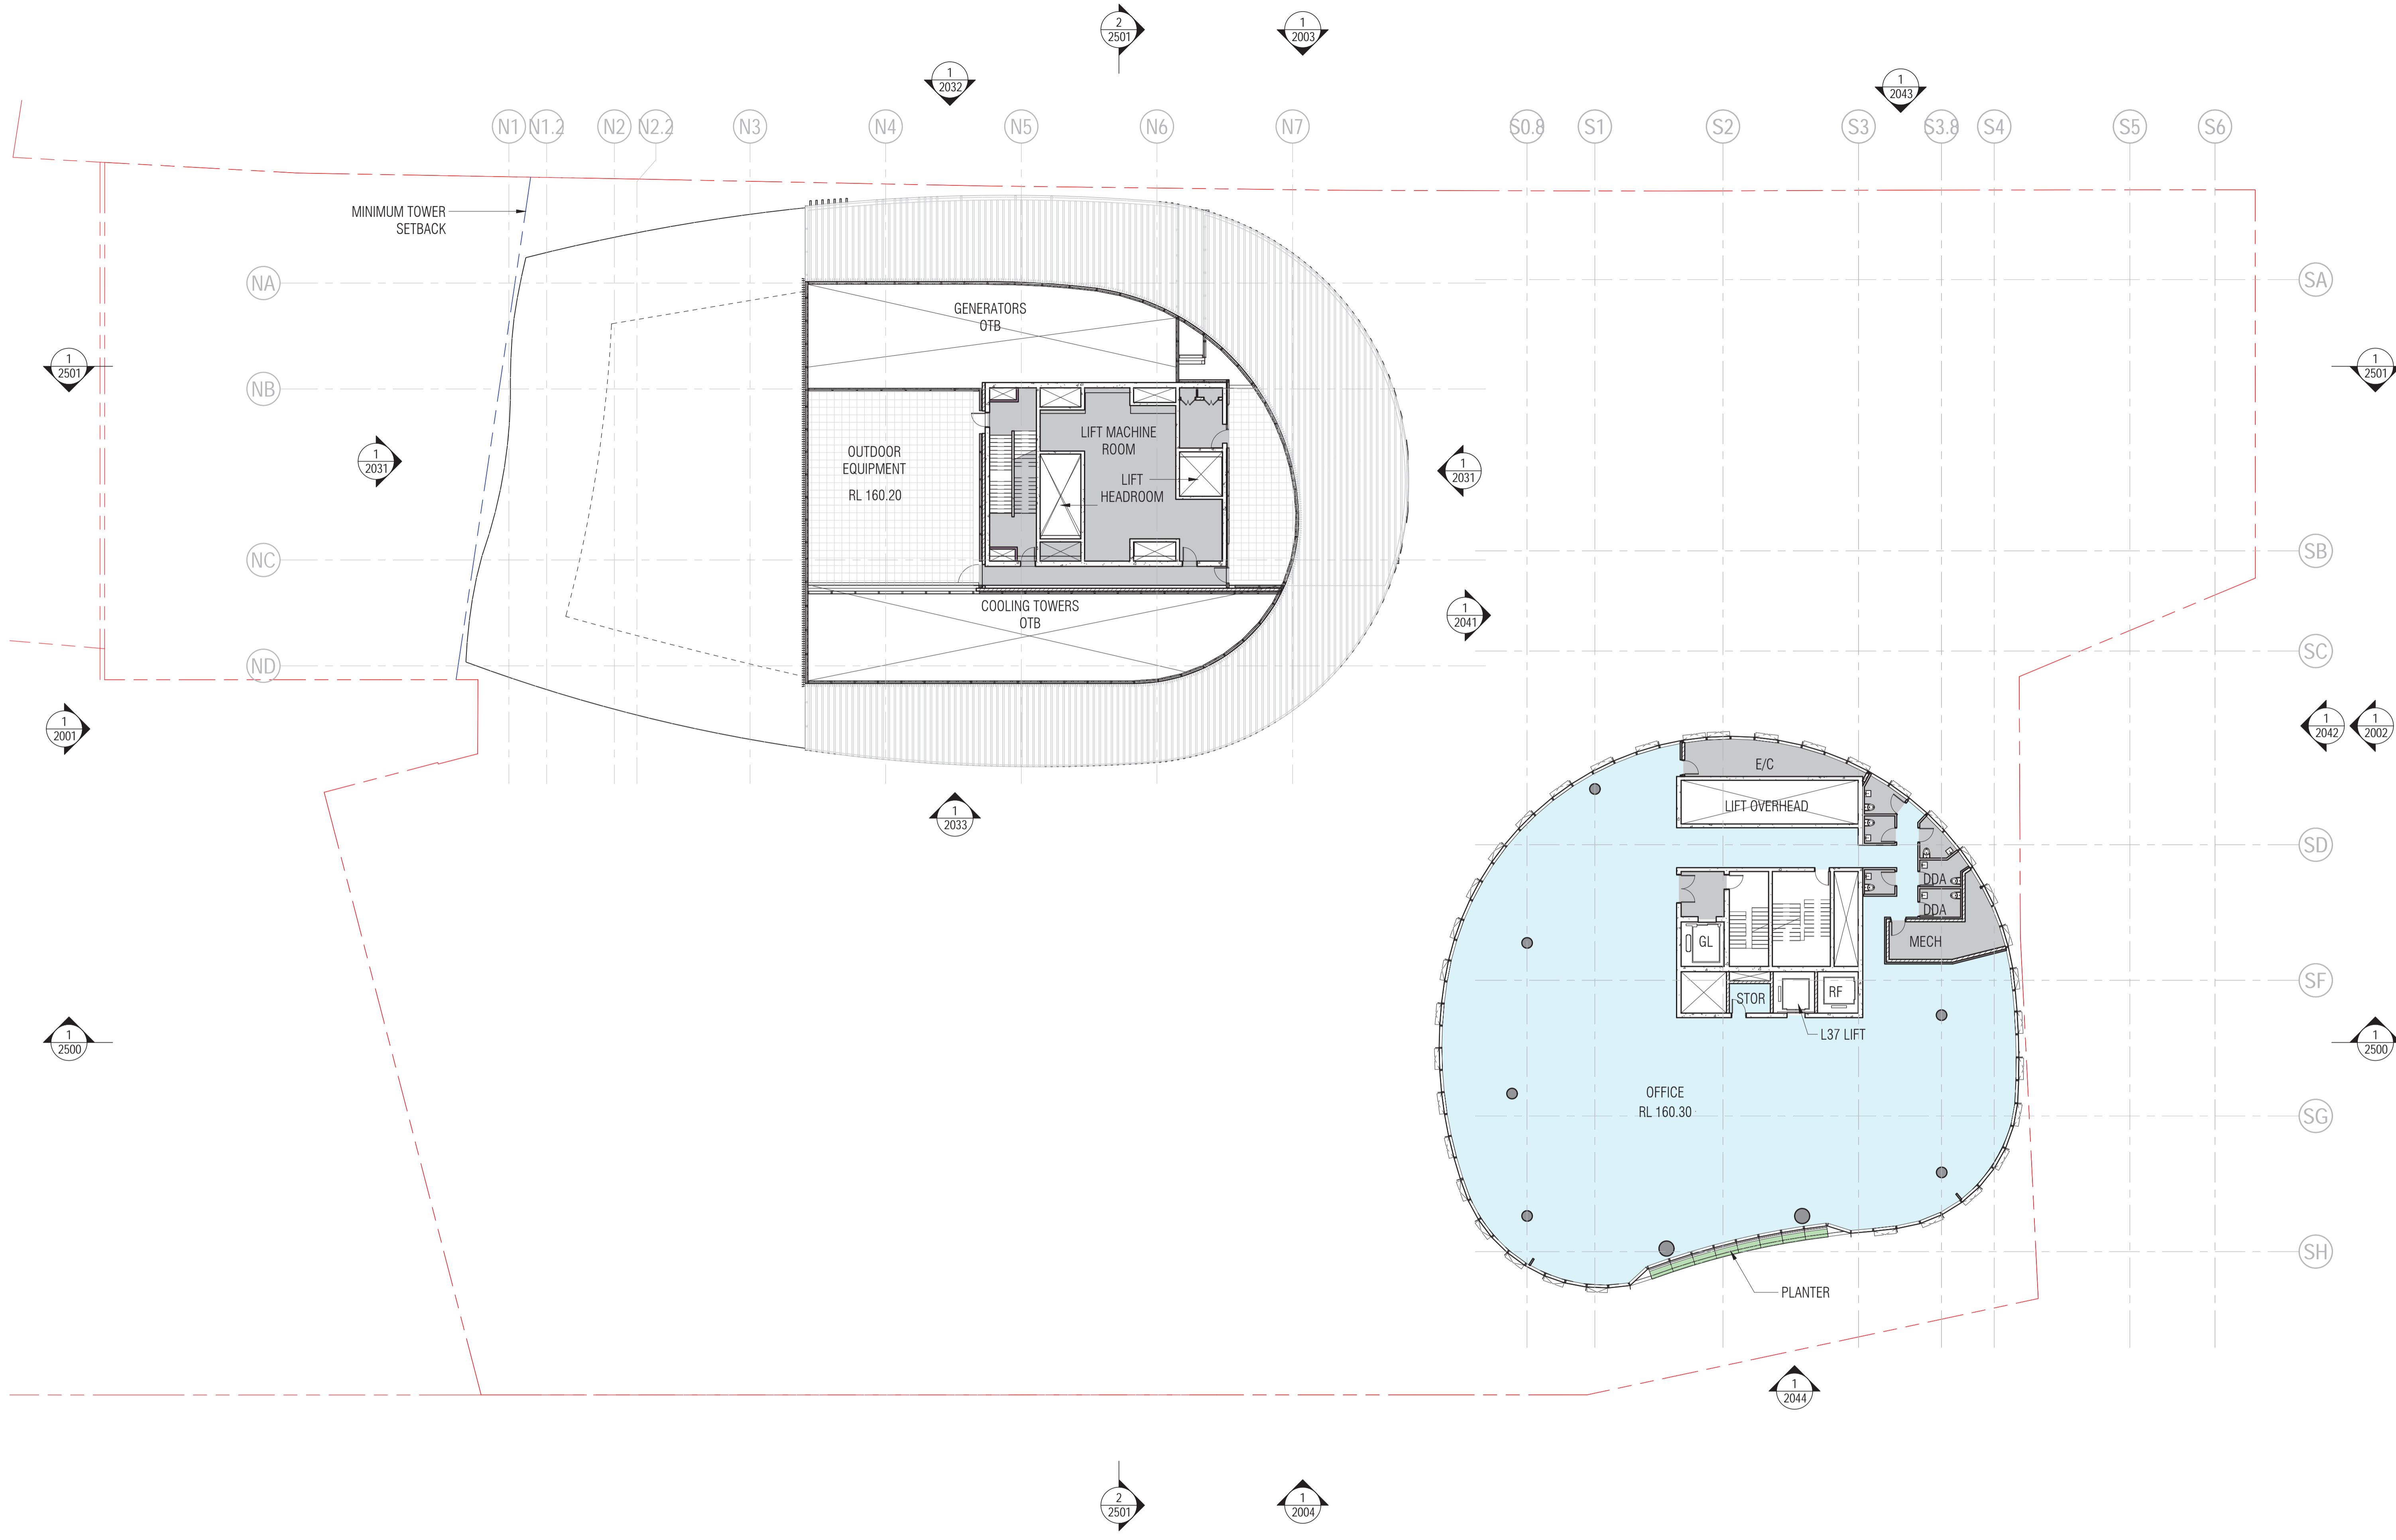 2
2501
1
2003
1
2032
1
2043
N1
N1.2
N2
N2.2
N3
N4
N5
N6
N7
S0.8
S1
S2
S3
S3.8
S4
S5
S6
MINIMUM TOWER
SETBACK
NA
SA
GENERATORS
OTB
1
2501
1
2501
NB
LIFT MACHINE
ROOM
OUTDOOR
EQUIPMENT
RL 160.20
LIFT
HEADROOM
1
2031
1
2031
NC
SB
COOLING TOWERS
OTB
1
2041
ND
SC
1
2001
1
2042
1
2002
E/C
LIFT OVERHEAD
1
2033
SD
DDA
DDA
GL
MECH
SF
STOR
RF
L37 LIFT
1
2500
1
2500
OFFICE
RL 160.30
SG
SH
PLANTER
1
2044
2
2501
1
2004